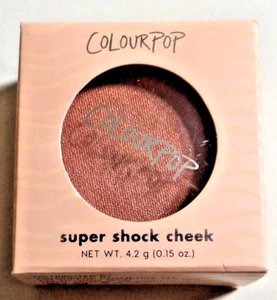 COLOURPOP
COLOURPOP
super shock cheek
NET WT. 4.2 g (0.15 oz.)